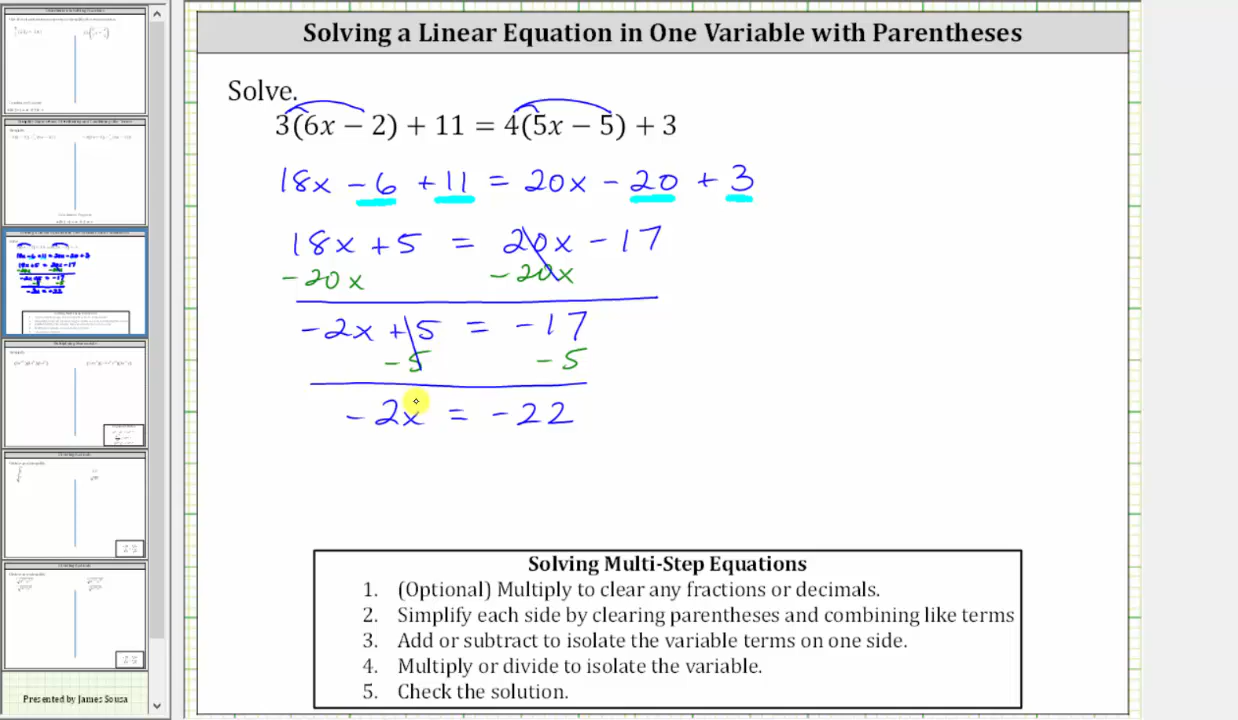 Solving a Linear Equation in One Variable with Parentheses
Solve.
3(6x − 2) + 11 = 4(5x − 5) + 3
18x − 6 + 11 = 20x − 20 + 3
18x + 5 = 20x − 17
−20x −20x
−2x + 5 = −17
−5 −5
−2x = −22
Solving Multi-Step Equations
1. (Optional) Multiply to clear any fractions or decimals.
2. Simplify each side by clearing parentheses and combining like terms
3. Add or subtract to isolate the variable terms on one side.
4. Multiply or divide to isolate the variable.
5. Check the solution.
Presented by James Sousa